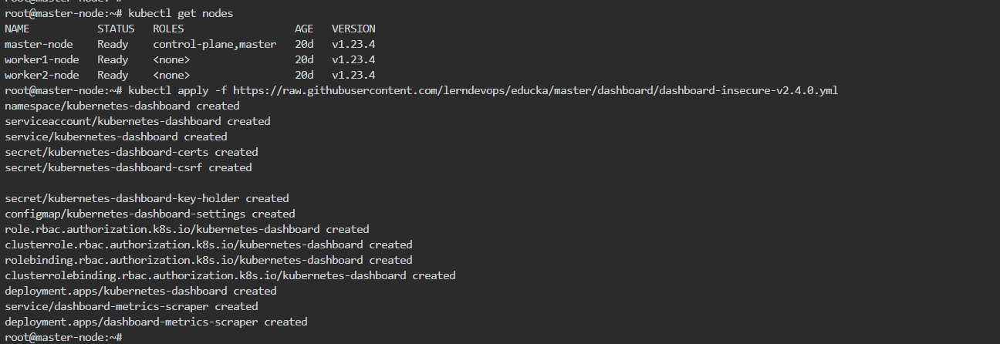 root@master-node:~#
root@master-node:~# kubectl get nodes
NAME           STATUS   ROLES                  AGE   VERSION
master-node    Ready    control-plane,master   20d   v1.23.4
worker1-node   Ready    <none>                 20d   v1.23.4
worker2-node   Ready    <none>                 20d   v1.23.4
root@master-node:~# kubectl apply -f https://raw.githubusercontent.com/lerndevops/educka/master/dashboard/dashboard-insecure-v2.4.0.yml
namespace/kubernetes-dashboard created
serviceaccount/kubernetes-dashboard created
service/kubernetes-dashboard created
secret/kubernetes-dashboard-certs created
secret/kubernetes-dashboard-csrf created
secret/kubernetes-dashboard-key-holder created
configmap/kubernetes-dashboard-settings created
role.rbac.authorization.k8s.io/kubernetes-dashboard created
clusterrole.rbac.authorization.k8s.io/kubernetes-dashboard created
rolebinding.rbac.authorization.k8s.io/kubernetes-dashboard created
clusterrolebinding.rbac.authorization.k8s.io/kubernetes-dashboard created
deployment.apps/kubernetes-dashboard created
service/dashboard-metrics-scraper created
deployment.apps/dashboard-metrics-scraper created
root@master-node:~#